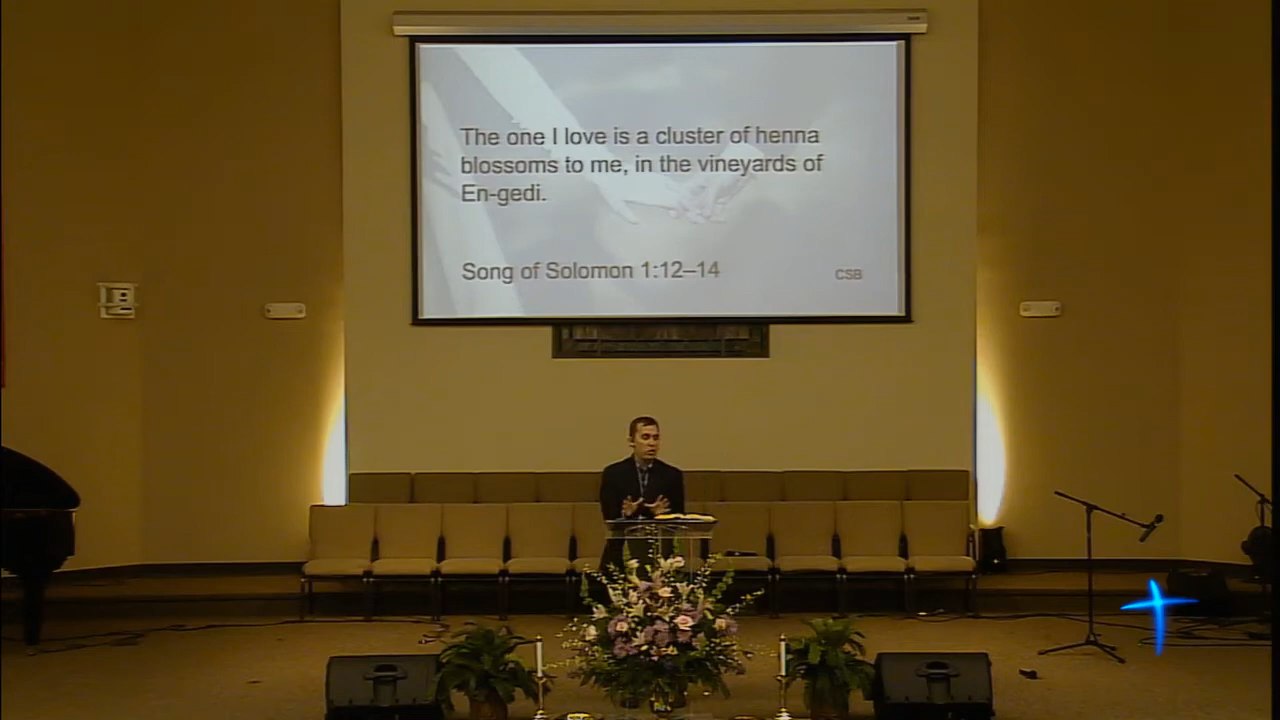 The one I love is a cluster of henna
blossoms to me, in the vineyards of
En-gedi.
Song of Solomon 1:12–14
CSB